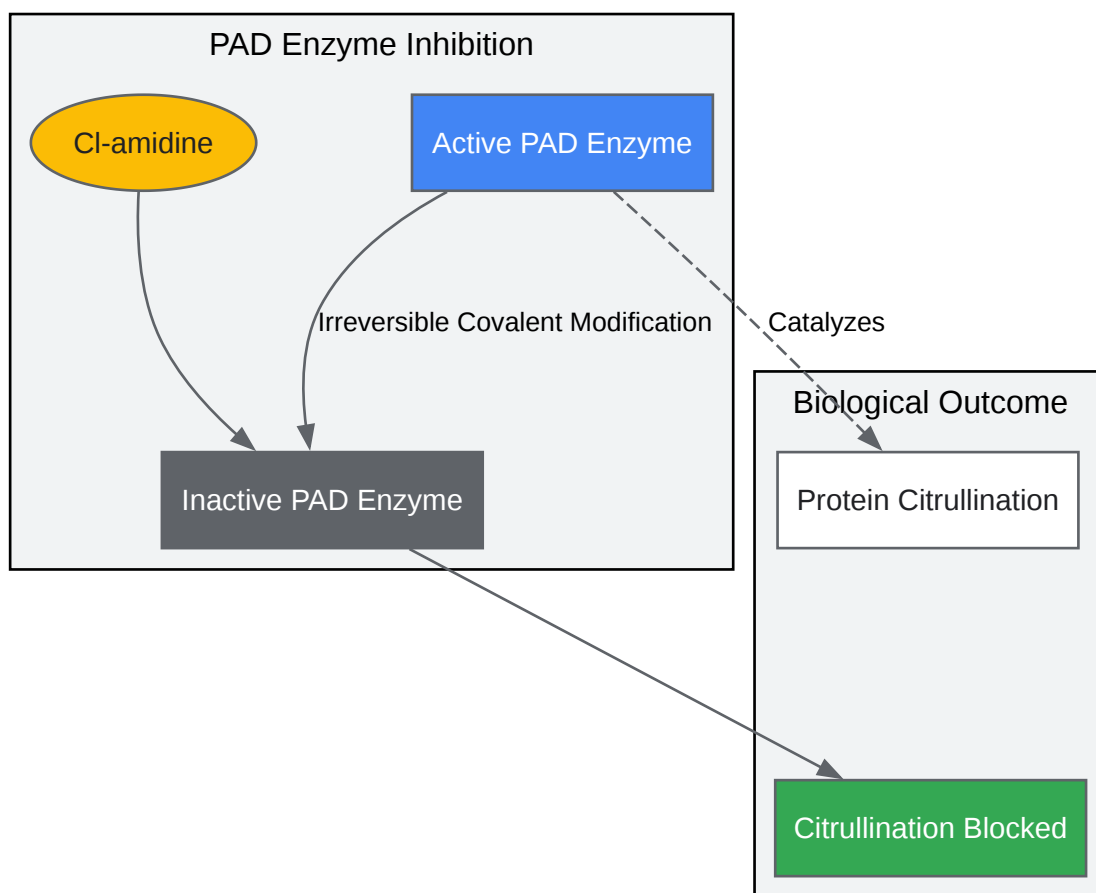 PAD Enzyme Inhibition
Cl-amidine
Active PAD Enzyme
Irreversible Covalent Modification
Catalyzes
Biological Outcome
Inactive PAD Enzyme
Protein Citrullination
Citrullination Blocked